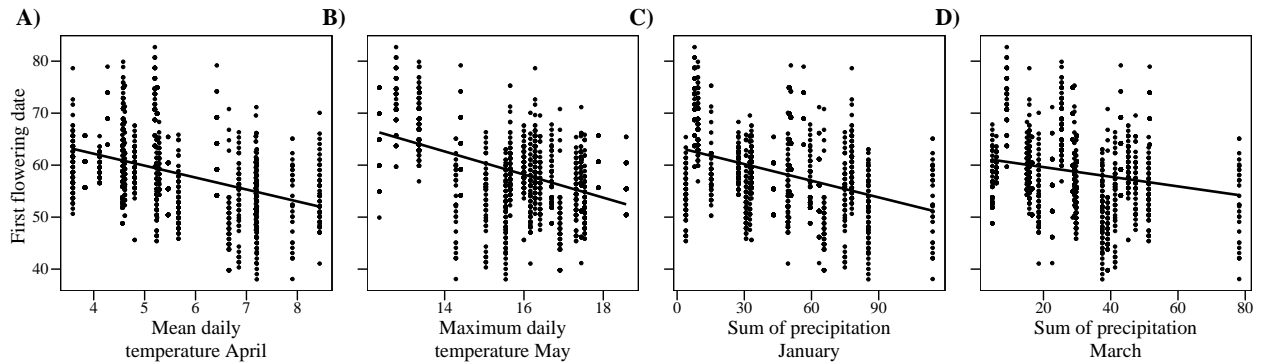 A) B) C) D)
First flowering date
80
70
60
50
40
4 5 6 7 8 14 16 18 0 30 60 90 20 40 60 80
Mean daily Maximum daily Sum of precipitation Sum of precipitation
temperature April temperature May January March